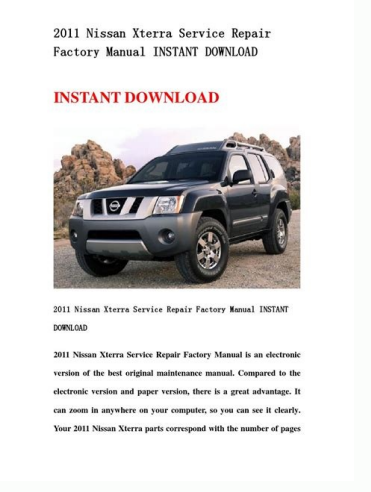 2011 Nissan Xterra Service Repair
Factory Manual INSTANT DOWNLOAD
INSTANT DOWNLOAD
2011 Nissan Xterra Service Repair Factory Manual INSTANT
DOWNLOAD
2011 Nissan Xterra Service Repair Factory Manual is an electronic
version of the best original maintenance manual. Compared to the
electronic version and paper version, there is a great advantage. It
can zoom in anywhere on your computer, so you can see it clearly.
Your 2011 Nissan Xterra parts correspond with the number of pages